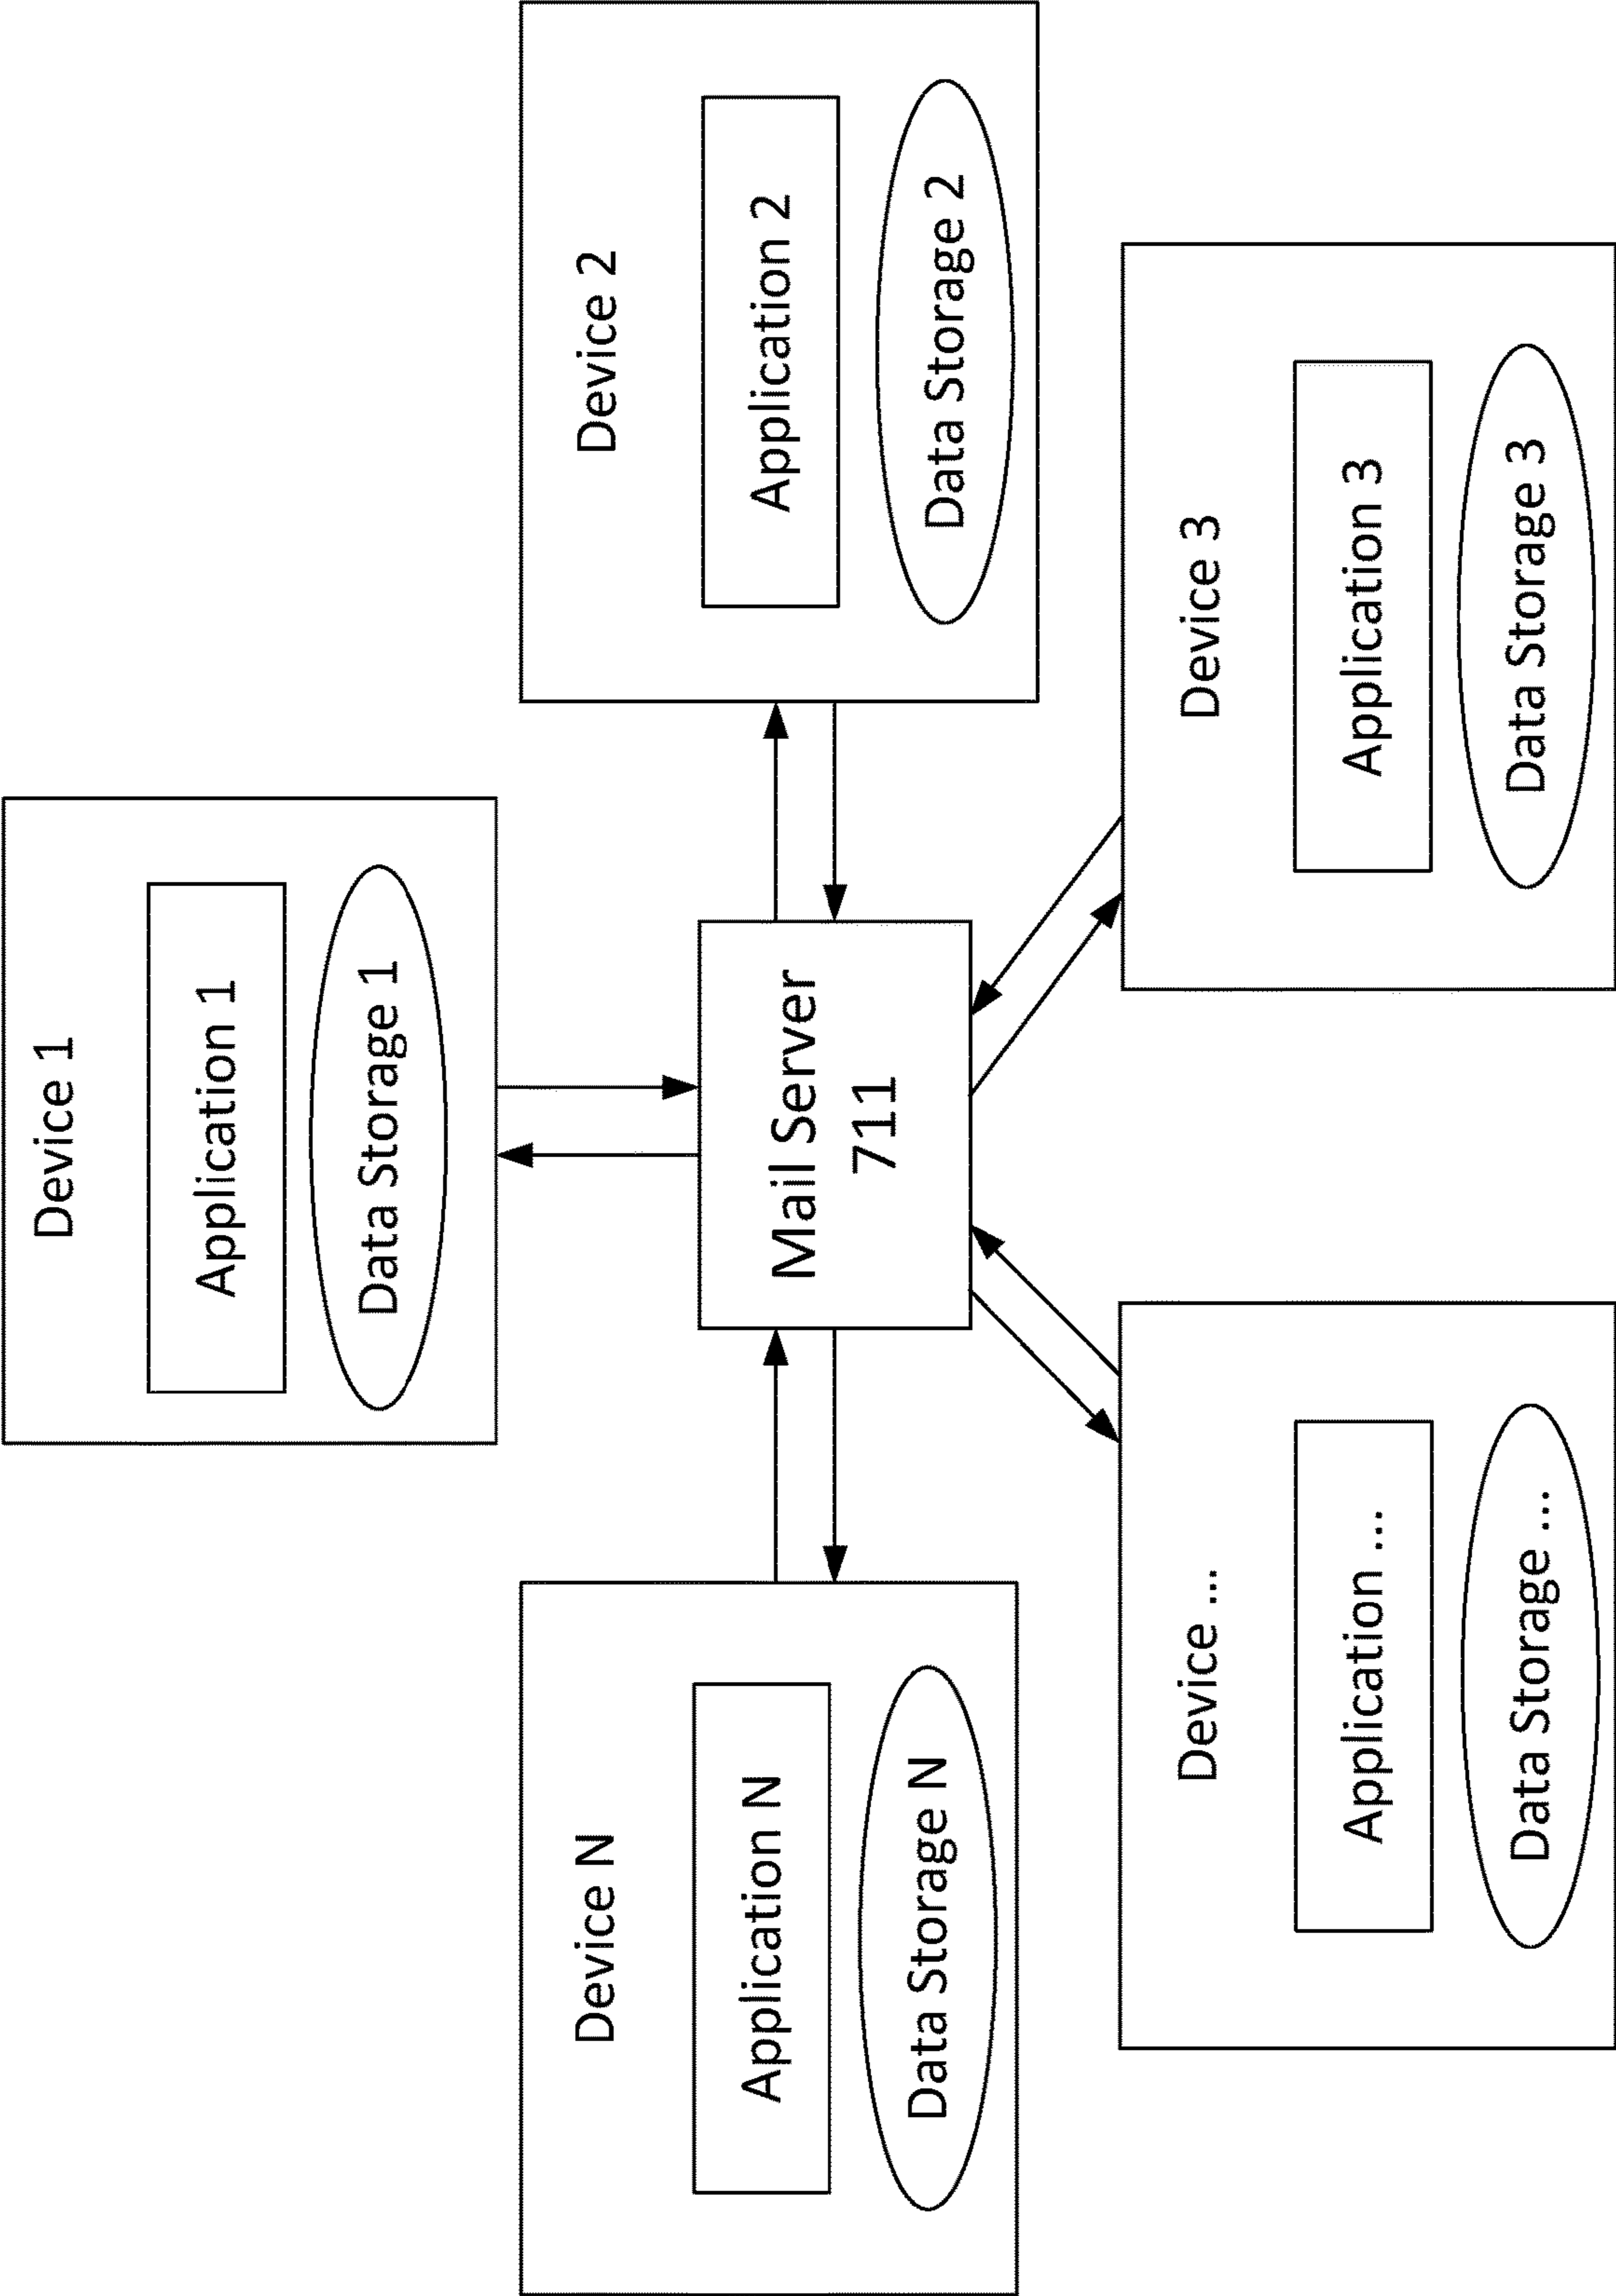 Device 1
Application 1
Data Storage 1
Device N
Application N
Data Storage N
Mail Server
711
Device 2
Application 2
Data Storage 2
Device ...
Application ...
Data Storage ...
Device 3
Application 3
Data Storage 3